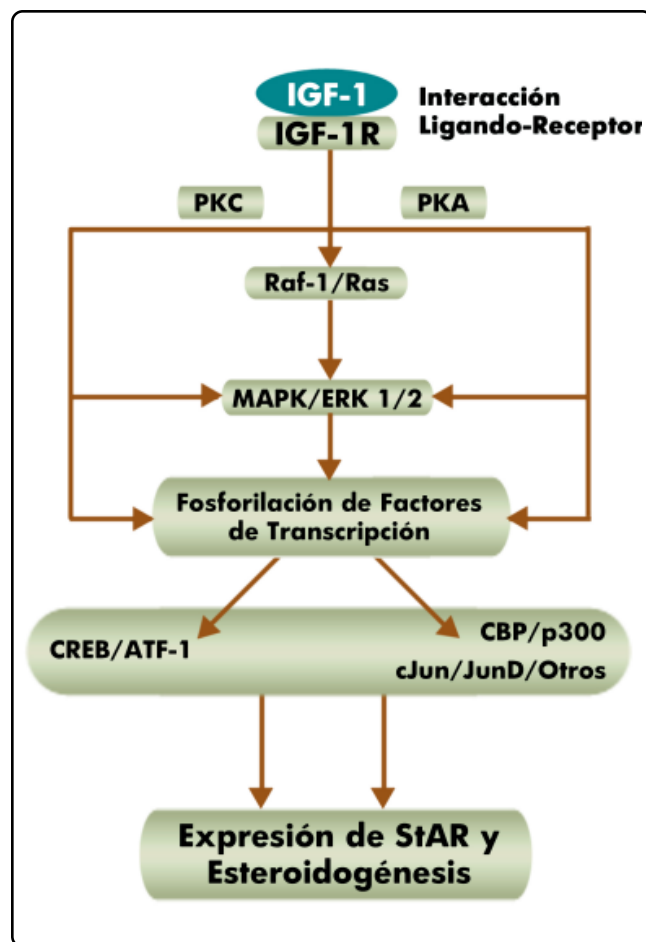 IGF-1
IGF-1R
Interacción
Ligando-Receptor
PKC
PKA
Raf-1/Ras
MAPK/ERK 1/2
Fosforilación de Factores
de Transcripción
CREB/ATF-1
CBP/p300
cJun/JunD/Otros
Expresión de StAR y
Esteroidogénesis